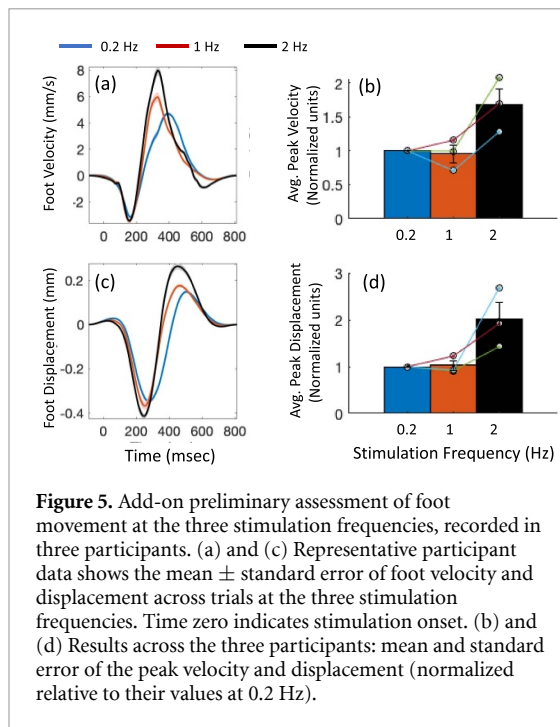 0.2 Hz 1 Hz 2 Hz
(a)
Foot Velocity (mm/s)
8
6
4
2
0
-2
0 200 400 600 800
(b)
Avg. Peak Velocity
(Normalized units)
2
1.5
1
0.5
0
0.2 1 2
(c)
Foot Displacement (mm)
0.2
0
-0.2
-0.4
0 200 400 600 800
Time (msec)
(d)
Avg. Peak Displacement
(Normalized units)
3
2
1
0
0.2 1 2
Stimulation Frequency (Hz)
Figure 5. Add-on preliminary assessment of foot
movement at the three stimulation frequencies, recorded in
three participants. (a) and (c) Representative participant
data shows the mean ± standard error of foot velocity and
displacement across trials at the three stimulation
frequencies. Time zero indicates stimulation onset. (b) and
(d) Results across the three participants: mean and standard
error of the peak velocity and displacement (normalized
relative to their values at 0.2 Hz).